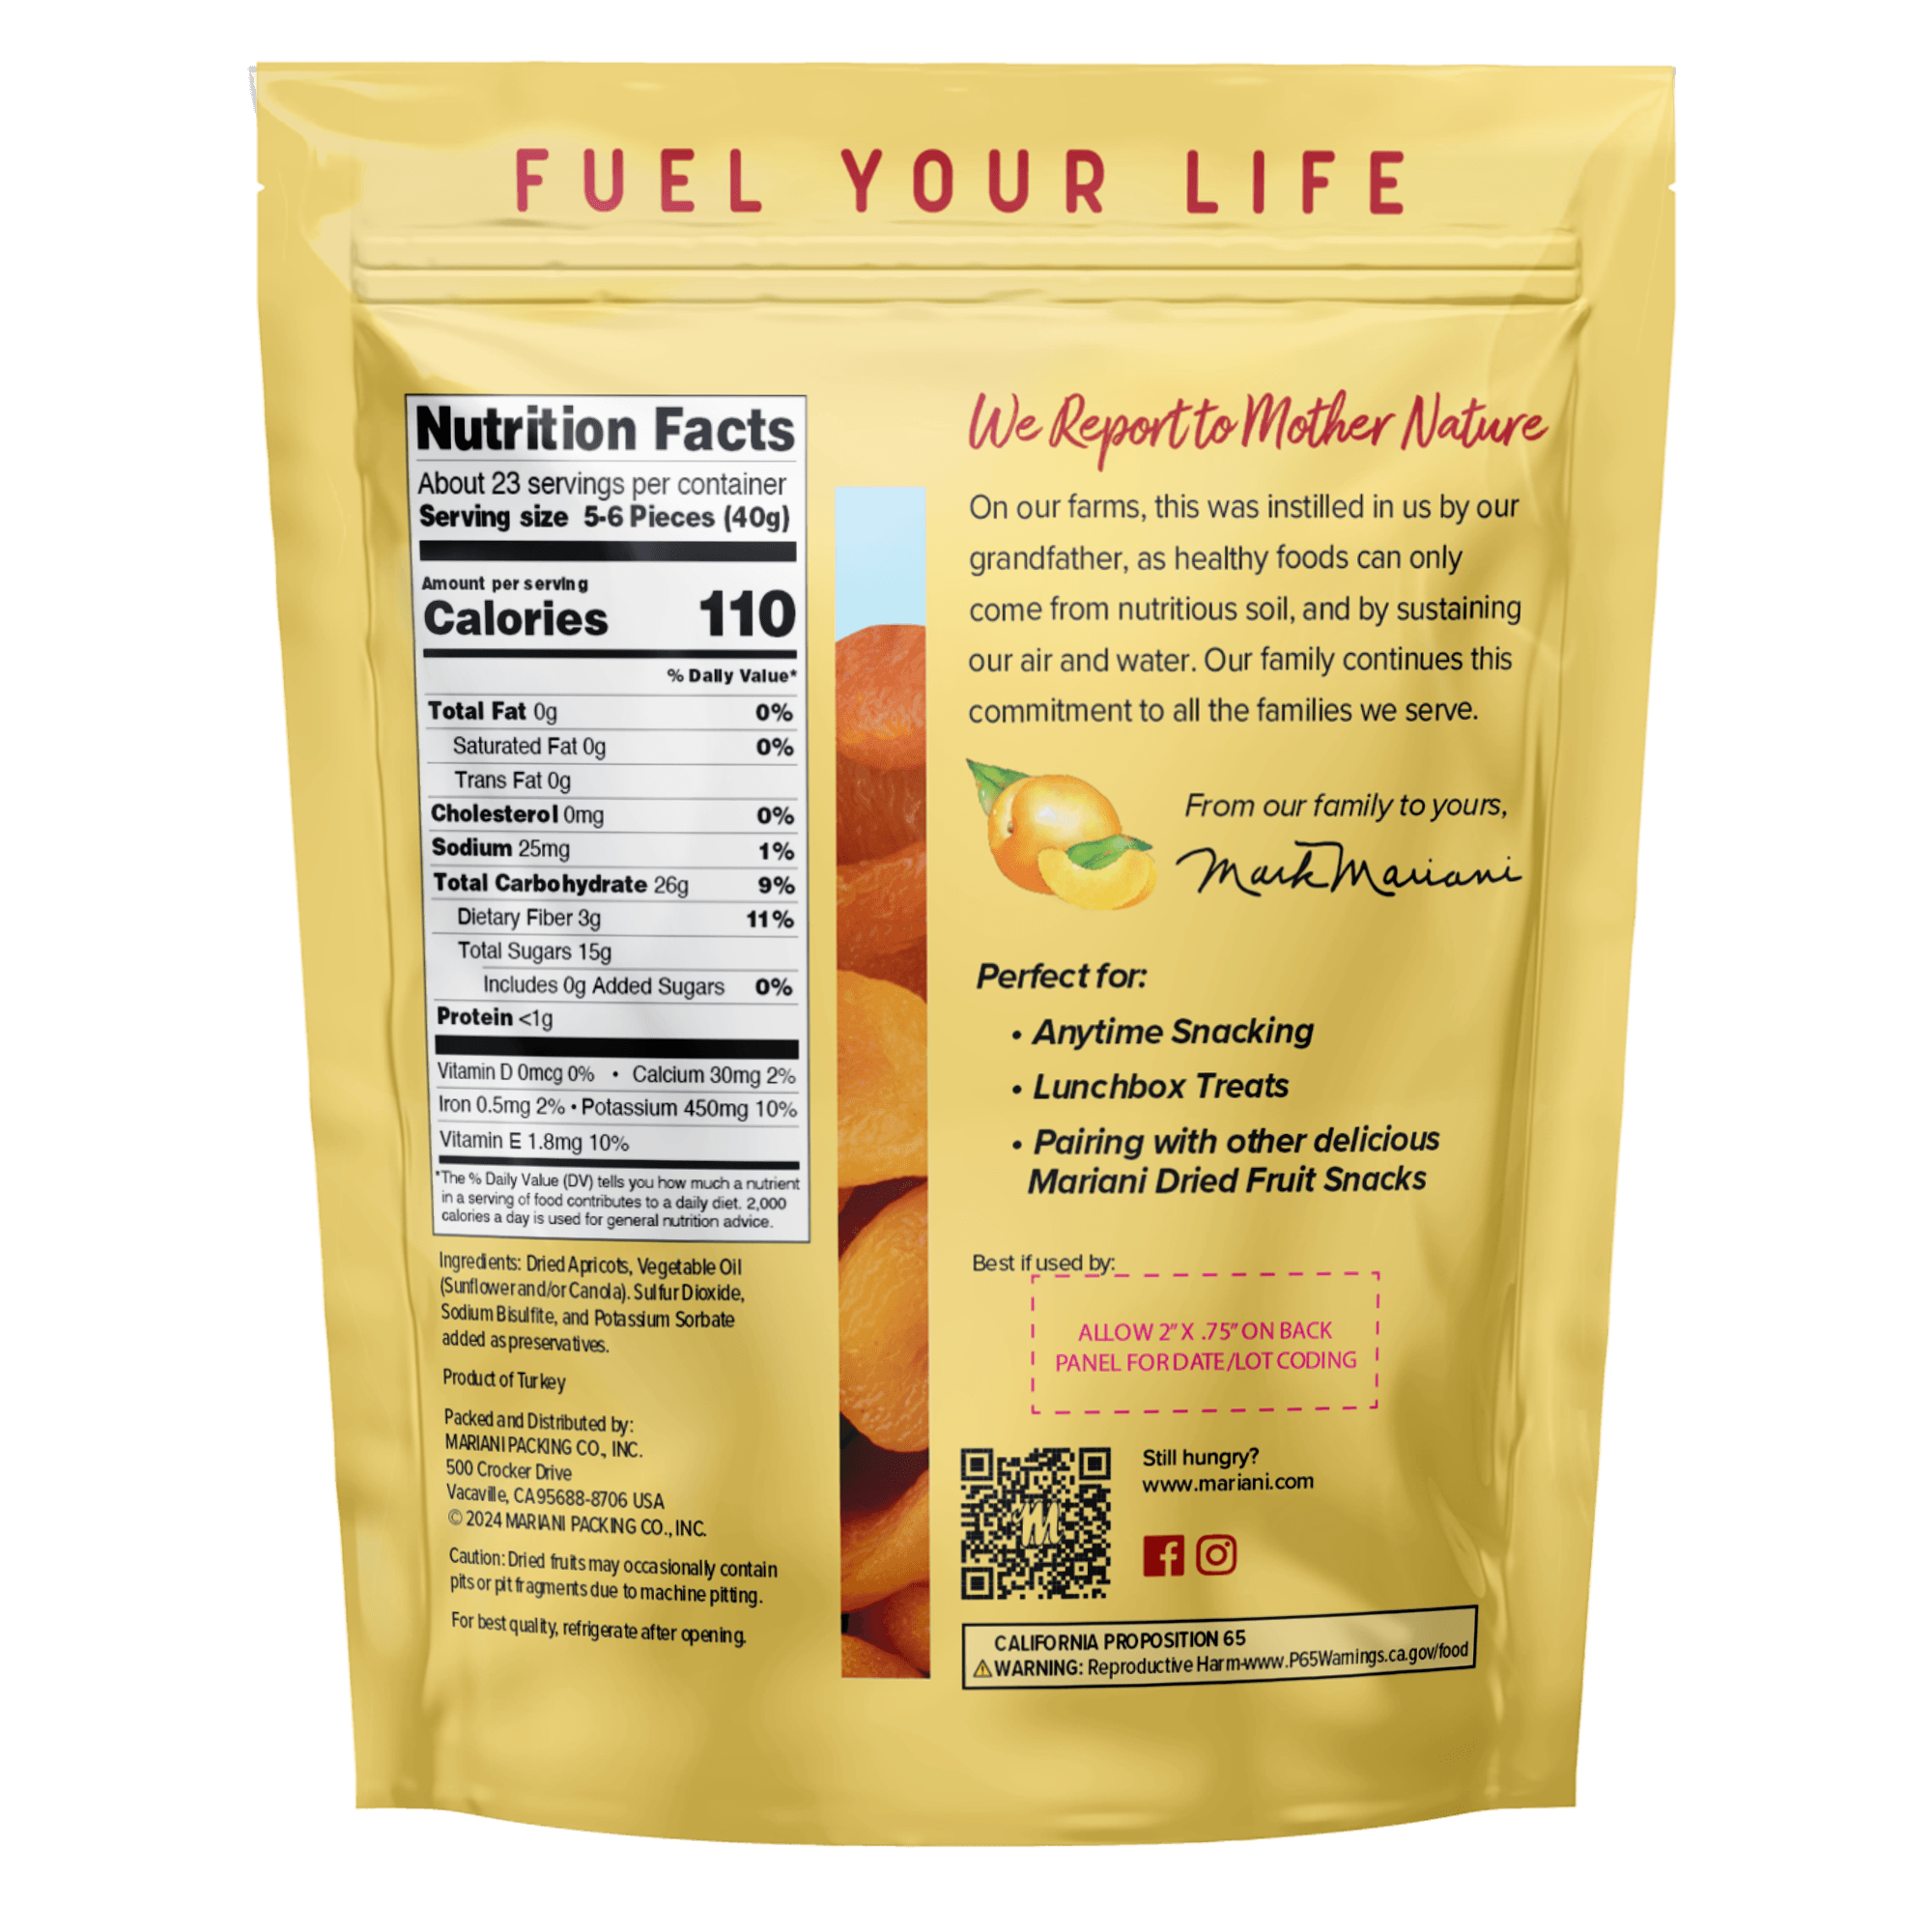 FUEL YOUR LIFE
Nutrition Facts
About 23 servings per container
Serving size 5-6 Pieces (40g)
Amount per serving
Calories 110
% Daily Value*
Total Fat 0g 0%
Saturated Fat 0g 0%
Trans Fat 0g
Cholesterol 0mg 0%
Sodium 25mg 1%
Total Carbohydrate 26g 9%
Dietary Fiber 3g 11%
Total Sugars 15g
Includes 0g Added Sugars 0%
Protein <1g
Vitamin D 0mcg 0% • Calcium 30mg 2%
Iron 0.5mg 2% • Potassium 450mg 10%
Vitamin E 1.8mg 10%
*The % Daily Value (DV) tells you how much a nutrient
in a serving of food contributes to a daily diet. 2,000
calories a day is used for general nutrition advice.
Ingredients: Dried Apricots, Vegetable Oil
(Sunflower and/or Canola). Sulfur Dioxide,
Sodium Bisulfite, and Potassium Sorbate
added as preservatives.
Product of Turkey
Packed and Distributed by:
MARIANI PACKING CO., INC.
500 Crocker Drive
Vacaville, CA 95688-8706 USA
© 2024 MARIANI PACKING CO., INC.
Caution: Dried fruits may occasionally contain
pits or pit fragments due to machine pitting.
For best quality, refrigerate after opening.
We Report to Mother Nature
On our farms, this was instilled in us by our
grandfather, as healthy foods can only
come from nutritious soil, and by sustaining
our air and water. Our family continues this
commitment to all the families we serve.
From our family to yours,
Mark Mariani
Perfect for:
• Anytime Snacking
• Lunchbox Treats
• Pairing with other delicious
Mariani Dried Fruit Snacks
Best if used by:
ALLOW 2" X .75" ON BACK
PANEL FOR DATE/LOT CODING
M
Still hungry?
www.mariani.com
CALIFORNIA PROPOSITION 65
⚠ WARNING: Reproductive Harm-www.P65Warnings.ca.gov/food